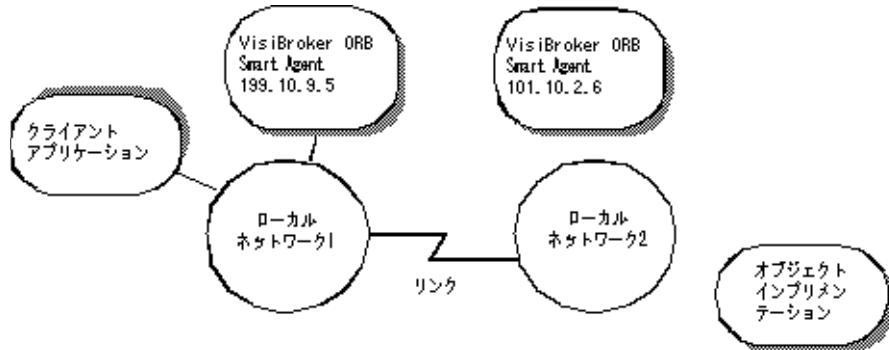 VisiBroker ORB
Smart Agent
199.10.9.5
VisiBroker ORB
Smart Agent
101.10.2.6
クライアント
アプリケーション
ローカル
ネットワーク1
ローカル
ネットワーク2
リンク
オブジェクト
インプリメン
テーション